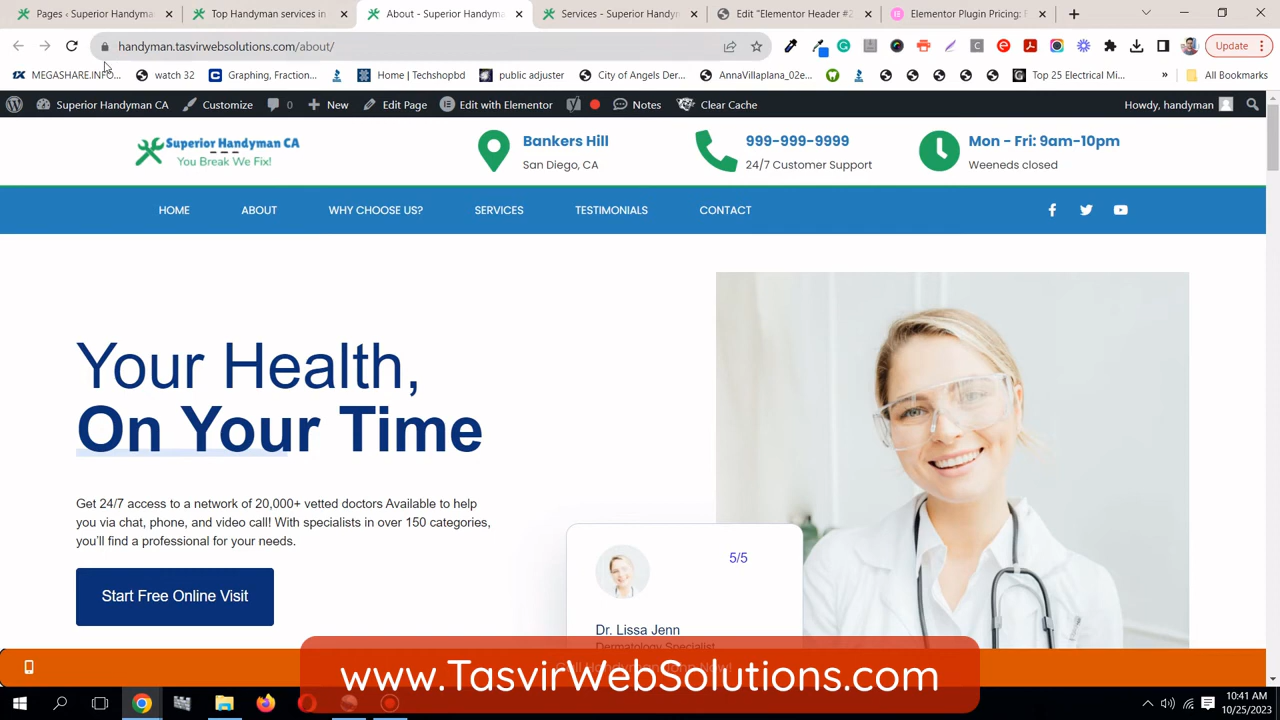 Pages ‹ Superior Handyman C
Top Handyman services in
About - Superior Handyma
Services - Superior Handym
Edit "Elementor Header #2
Elementor Plugin Pricing: E
handyman.tasvirwebsolutions.com/about/
Update
MEGASHARE.INFO...
watch 32
Graphing, Fraction...
Home | Techshopbd
public adjuster
City of Angels Der...
AnnaVillaplana_02e...
Top 25 Electrical Mi...
»
All Bookmarks
Superior Handyman CA
Customize
0
New
Edit Page
Edit with Elementor
Notes
Clear Cache
Howdy, handyman
Superior Handyman CA
You Break We Fix!
Bankers Hill
San Diego, CA
999-999-9999
24/7 Customer Support
Mon - Fri: 9am-10pm
Weeneds closed
HOME
ABOUT
WHY CHOOSE US?
SERVICES
TESTIMONIALS
CONTACT
Your Health,
On Your Time
Get 24/7 access to a network of 20,000+ vetted doctors Available to help
you via chat, phone, and video call! With specialists in over 150 categories,
you'll find a professional for your needs.
Start Free Online Visit
5/5
Dr. Lissa Jenn
Dermatology Specialist
www.TasvirWebSolutions.com
10:41 AM
10/25/2023